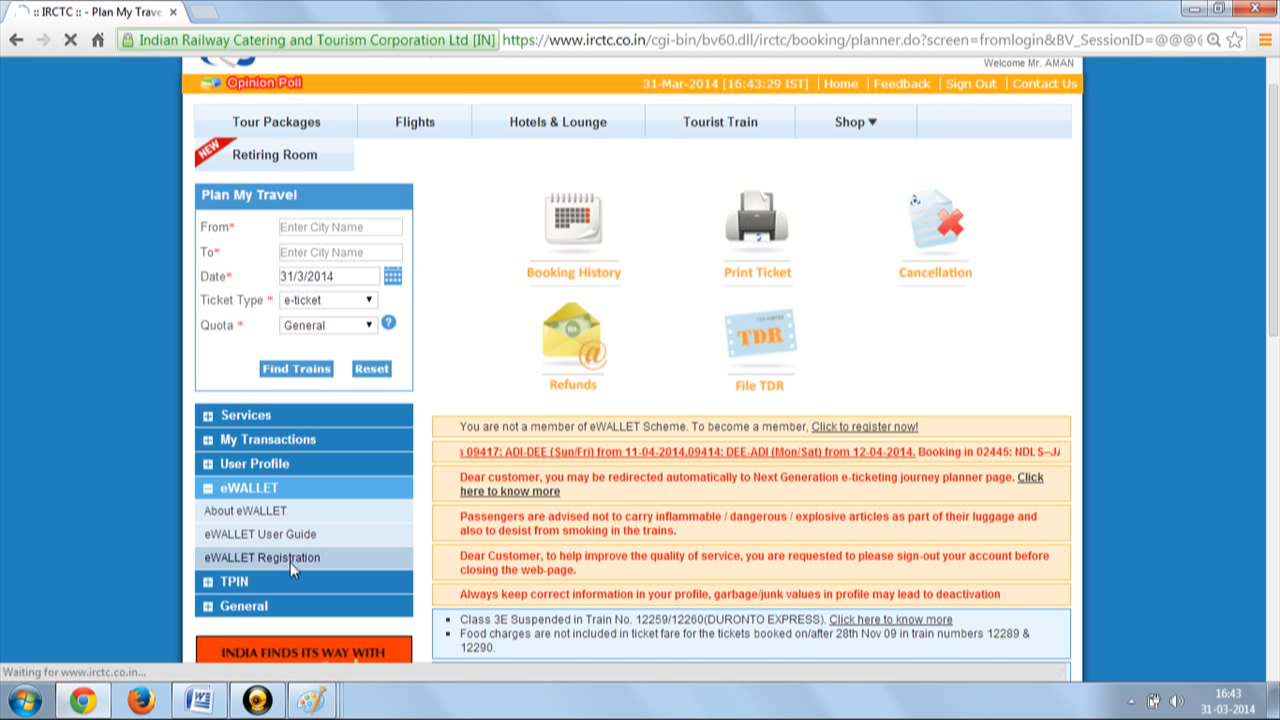 :: IRCTC :: - Plan My Trave
Indian Railway Catering and Tourism Corporation Ltd [IN]
https://www.irctc.co.in/cgi-bin/bv60.dll/irctc/booking/planner.do?screen=fromlogin&BV_SessionID=@@@
Welcome Mr. AMAN
Opinion Poll
31-Mar-2014 [16:43:29 IST] | Home | Feedback | Sign Out | Contact Us
Tour Packages
Flights
Hotels & Lounge
Tourist Train
Shop ▼
NEW
Retiring Room
Plan My Travel
From* Enter City Name
To* Enter City Name
Date* 31/3/2014
Ticket Type * e-ticket
Quota * General ?
Find Trains Reset
Booking History
Print Ticket
Cancellation
@
Refunds
TDR
File TDR
Services
My Transactions
User Profile
eWALLET
About eWALLET
eWALLET User Guide
eWALLET Registration
TPIN
General
INDIA FINDS ITS WAY WITH
You are not a member of eWALLET Scheme. To become a member, Click to register now!
09417; ADI-DEE (Sun/Fri) from 11-04-2014,09414; DEE-ADI (Mon/Sat) from 12-04-2014, Booking in 02445: NDLS--JA
Dear customer, you may be redirected automatically to Next Generation e-ticketing journey planner page. Click
here to know more
Passengers are advised not to carry inflammable / dangerous / explosive articles as part of their luggage and
also to desist from smoking in the trains.
Dear Customer, to help improve the quality of service, you are requested to please sign-out your account before
closing the web-page.
Always keep correct information in your profile, garbage/junk values in profile may lead to deactivation
Class 3E Suspended in Train No. 12259/12260(DURONTO EXPRESS). Click here to know more
Food charges are not included in ticket fare for the tickets booked on/after 28th Nov 09 in train numbers 12289 &
12290.
Waiting for www.irctc.co.in...
16:43
31-03-2014